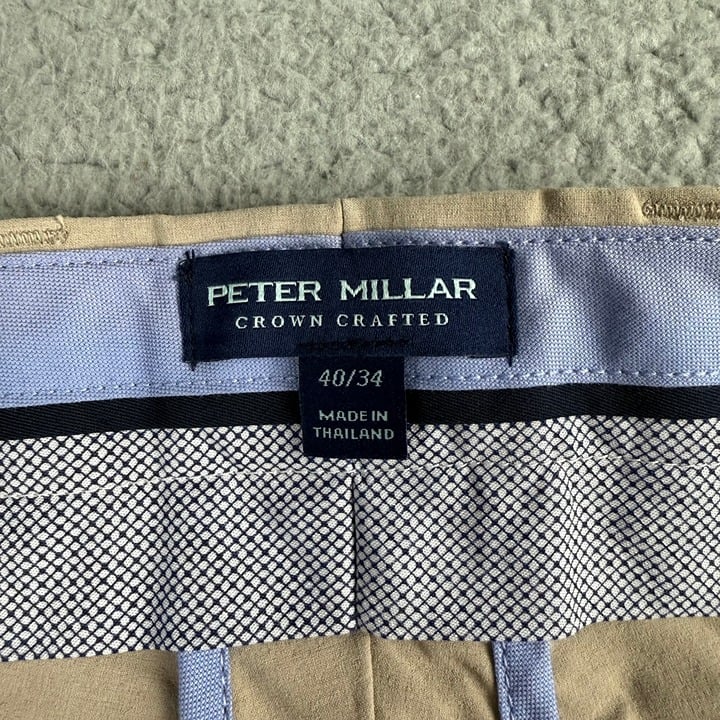 PETER MILLAR
CROWN CRAFTED
40/34
MADE IN
THAILAND